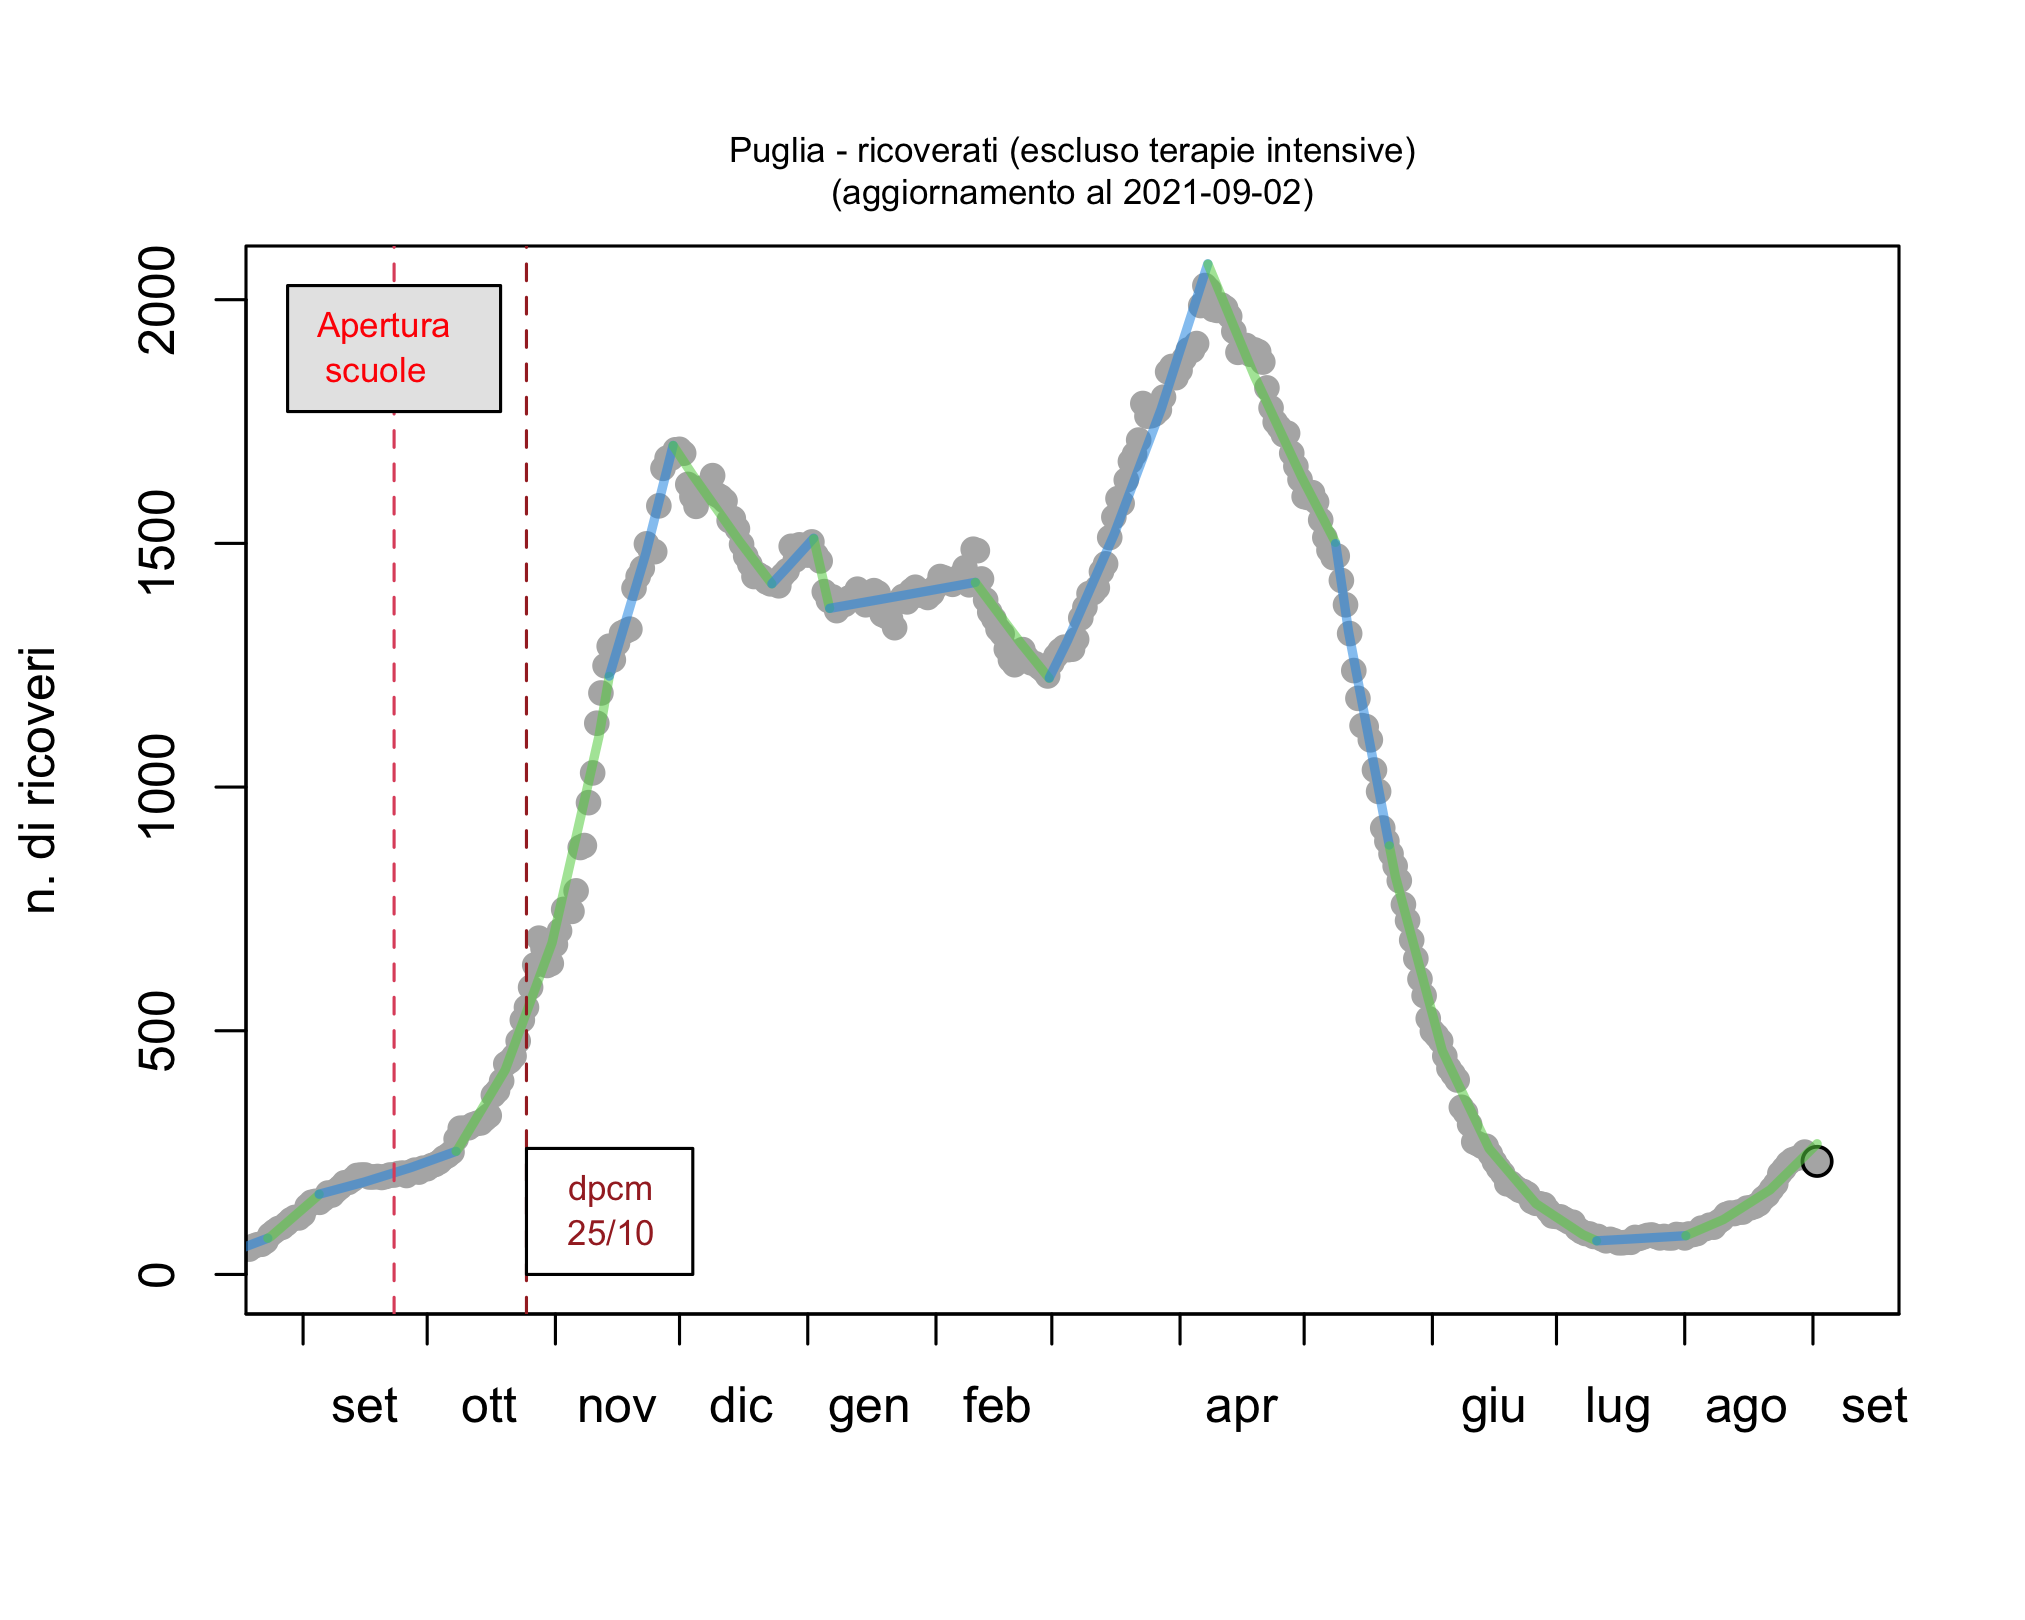 Puglia - ricoverati (escluso terapie intensive)
(aggiornamento al 2021-09-02)
n. di ricoveri
2000
1500
1000
500
0
Apertura
scuole
dpcm
25/10
set ott nov dic gen feb apr giu lug ago set